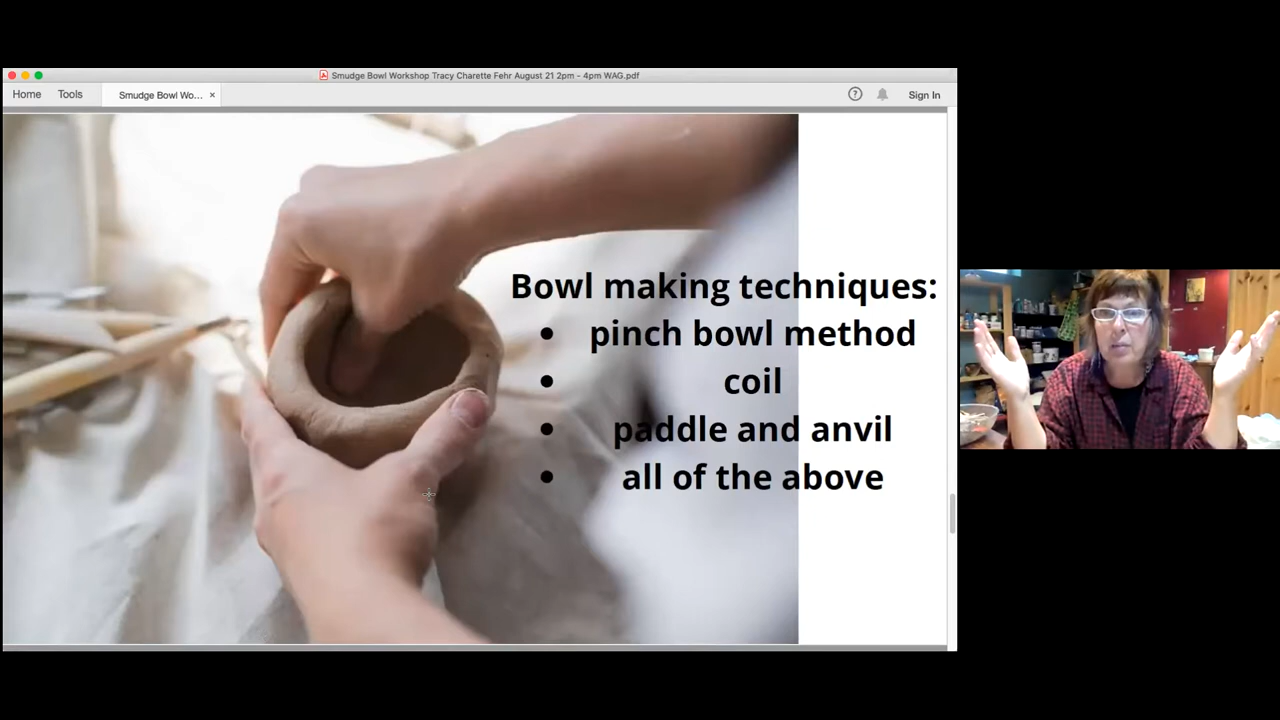 Smudge Bowl Workshop Tracy Charette Fehr August 21 2pm - 4pm WAG.pdf
Home Tools Smudge Bowl Wo... × ? Sign In
Bowl making techniques:
• pinch bowl method
• coil
• paddle and anvil
• all of the above